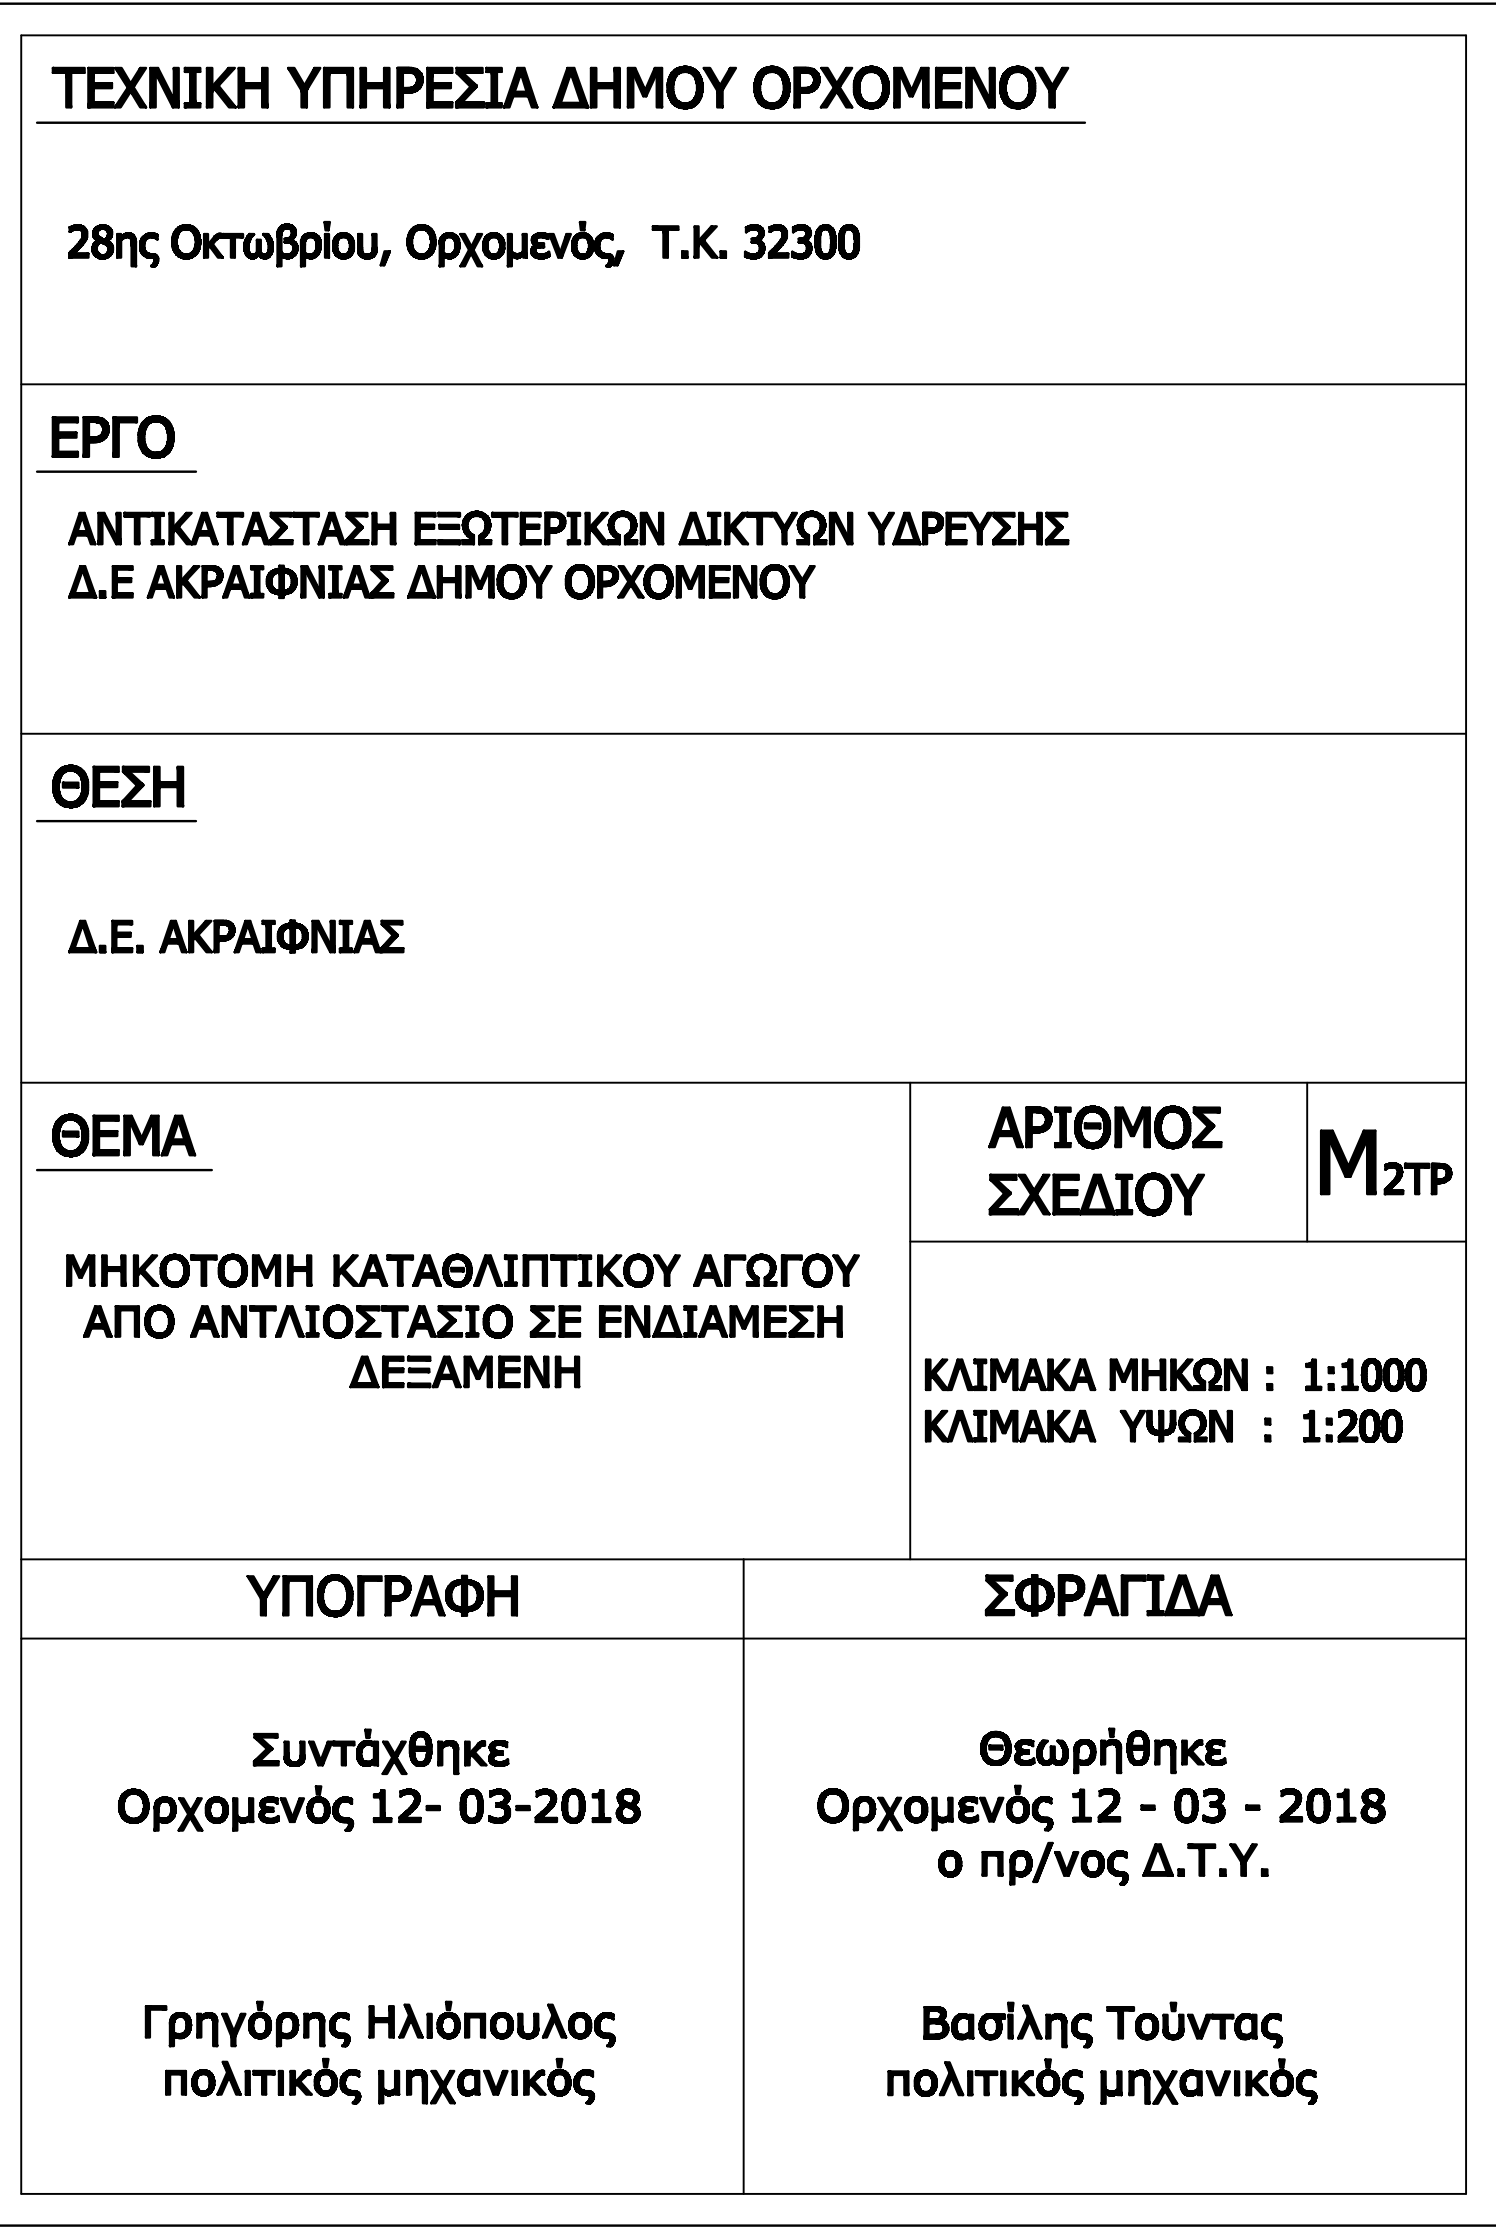 ΤΕΧΝΙΚΗ ΥΠΗΡΕΣΙΑ ΔΗΜΟΥ ΟΡΧΟΜΕΝΟΥ
28ης Οκτωβρίου, Ορχομενός, Τ.Κ. 32300
ΕΡΓΟ
ΑΝΤΙΚΑΤΑΣΤΑΣΗ ΕΞΩΤΕΡΙΚΩΝ ΔΙΚΤΥΩΝ ΥΔΡΕΥΣΗΣ
Δ.Ε ΑΚΡΑΙΦΝΙΑΣ ΔΗΜΟΥ ΟΡΧΟΜΕΝΟΥ
ΘΕΣΗ
Δ.Ε. ΑΚΡΑΙΦΝΙΑΣ
ΘΕΜΑ
ΜΗΚΟΤΟΜΗ ΚΑΤΑΘΛΙΠΤΙΚΟΥ ΑΓΩΓΟΥ
ΑΠΟ ΑΝΤΛΙΟΣΤΑΣΙΟ ΣΕ ΕΝΔΙΑΜΕΣΗ
ΔΕΞΑΜΕΝΗ
ΑΡΙΘΜΟΣ
ΣΧΕΔΙΟΥ
Μ2ΤΡ
ΚΛΙΜΑΚΑ ΜΗΚΩΝ : 1:1000
ΚΛΙΜΑΚΑ ΥΨΩΝ : 1:200
ΥΠΟΓΡΑΦΗ
Συντάχθηκε
Ορχομενός 12- 03-2018
Γρηγόρης Ηλιόπουλος
πολιτικός μηχανικός
ΣΦΡΑΓΙΔΑ
Θεωρήθηκε
Ορχομενός 12 - 03 - 2018
ο πρ/νος Δ.Τ.Υ.
Βασίλης Τούντας
πολιτικός μηχανικός